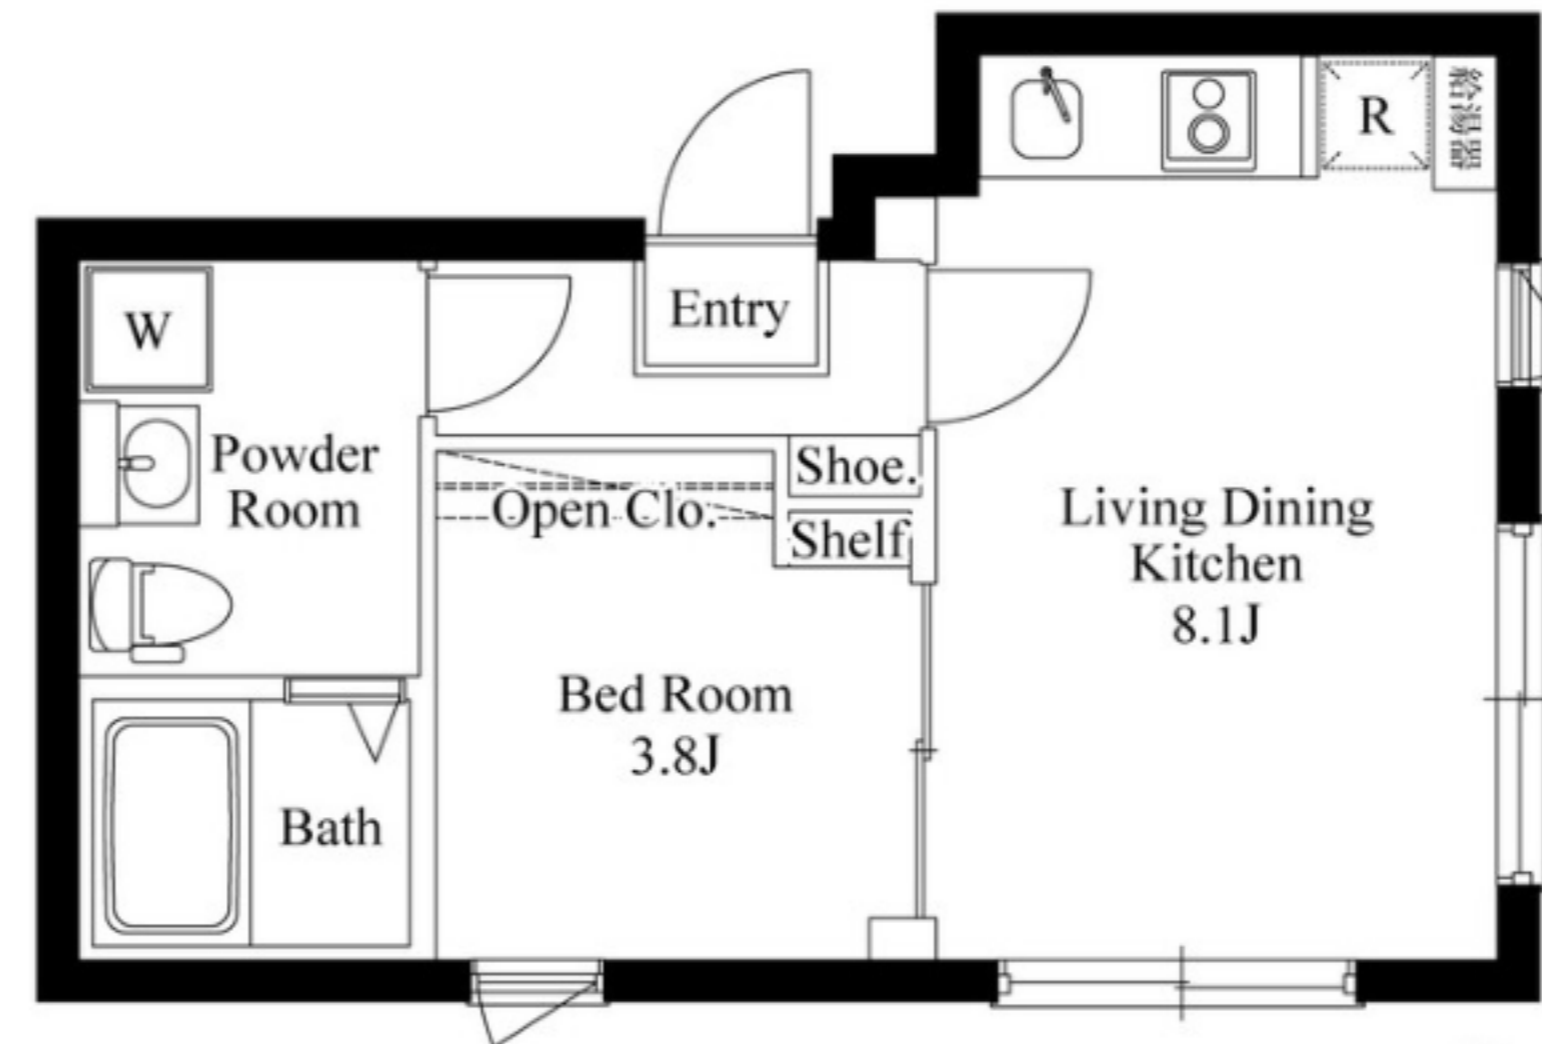 R
給湯器
W
Entry
Powder
Room
Open Clo.
Shoe.
Shelf
Living Dining
Kitchen
8.1J
Bed Room
3.8J
Bath